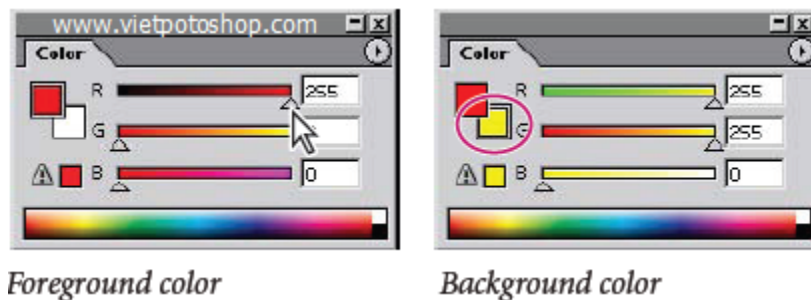 www.vietpotoshop.com
Color
R 255
G
B 0
Foreground color
Color
R 255
G 255
B 0
Background color